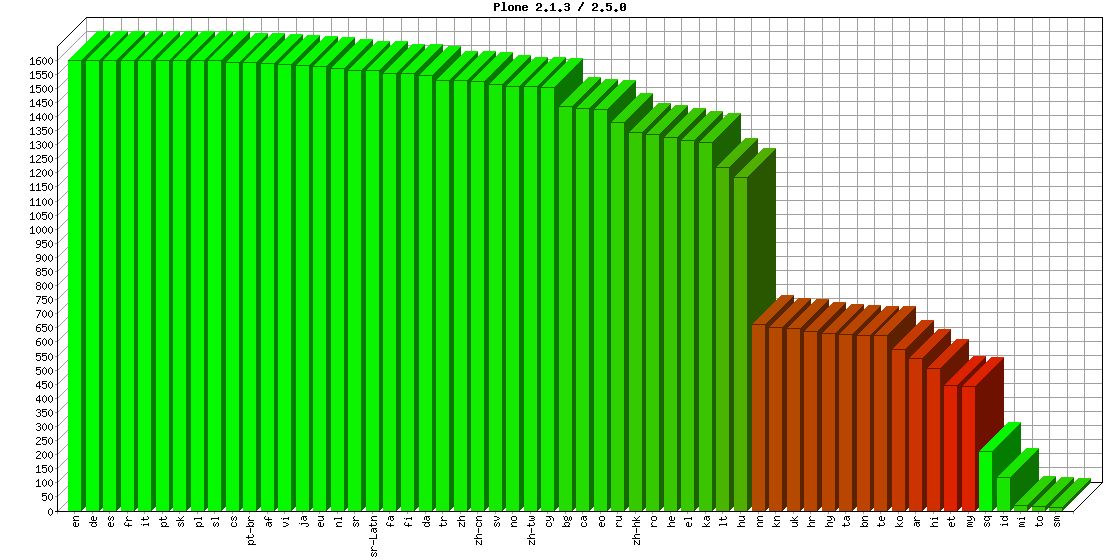 Plone 2.1.3 / 2.5.0
1600
1550
1500
1450
1400
1350
1300
1250
1200
1150
1100
1050
1000
950
900
850
800
750
700
650
600
550
500
450
400
350
300
250
200
150
100
50
0
en
de
es
fr
it
pt
sk
pl
sl
cs
pt-br
af
vi
ja
eu
nl
sr
sr-Latn
fa
fi
da
tr
zh
zh-cn
sv
no
zh-tw
cy
bg
ca
eo
ru
zh-hk
ro
he
el
ka
lt
hu
nn
kn
uk
hr
hy
ta
bn
te
ko
ar
hi
et
my
sq
id
mi
to
sm